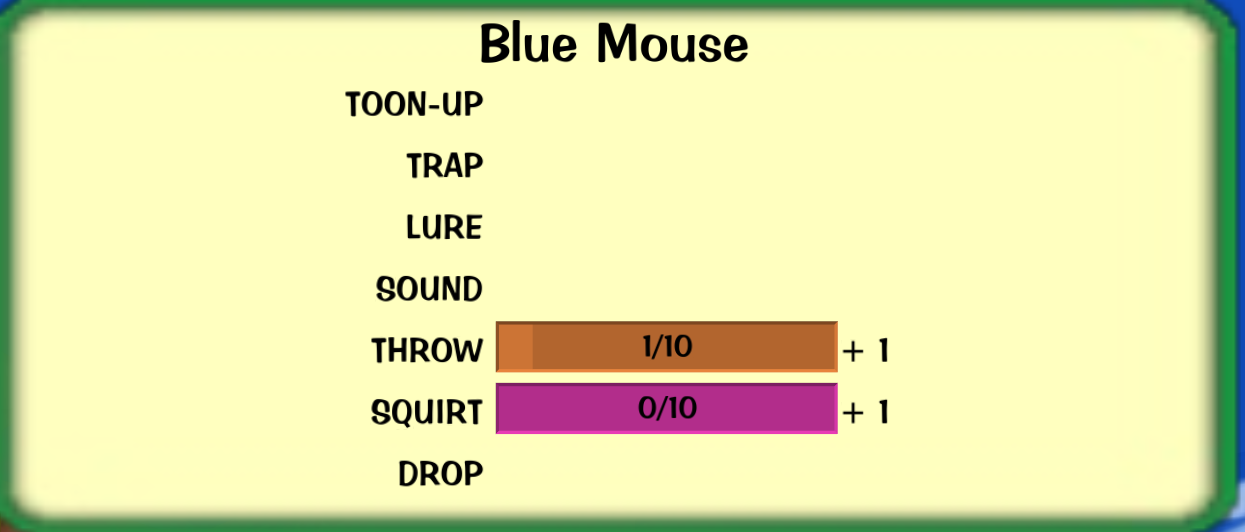 Blue Mouse
TOON-UP
TRAP
LURE
SOUND
THROW 1/10 + 1
SQUIRT 0/10 + 1
DROP